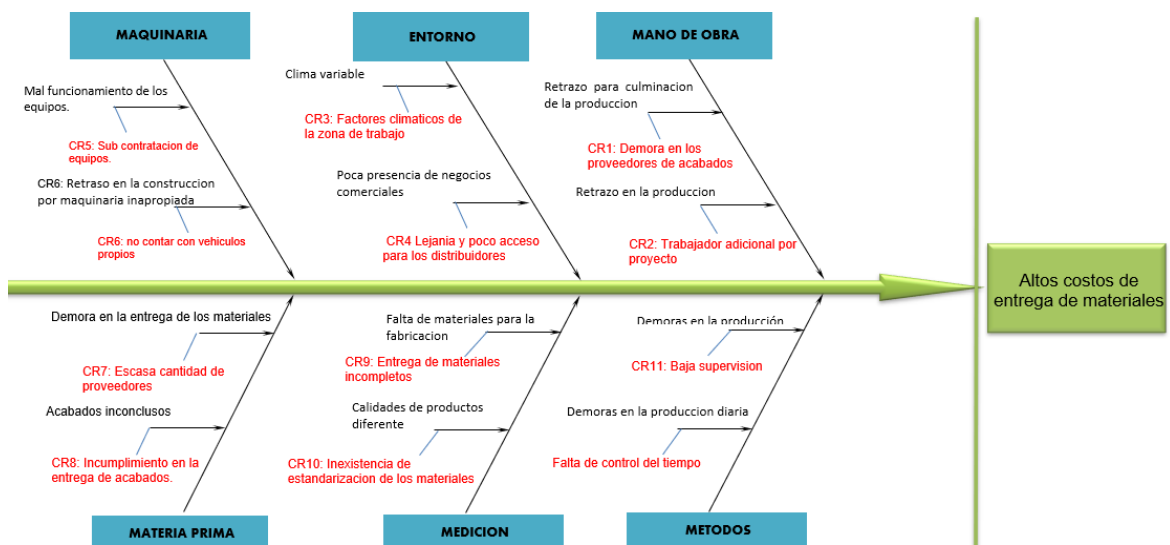 MAQUINARIA
ENTORNO
MANO DE OBRA
Mal funcionamiento de los
equipos.
CR5: Sub contratacion de
equipos.
CR6: Retraso en la construccion
por maquinaria inapropiada
CR6: no contar con vehiculos
propios
Clima variable
CR3: Factores climaticos de
la zona de trabajo
Poca presencia de negocios
comerciales
CR4 Lejania y poco acceso
para los distribuidores
Retrazo para culminacion
de la produccion
CR1: Demora en los
proveedores de acabados
Retrazo en la produccion
CR2: Trabajador adicional por
proyecto
Altos costos de
entrega de materiales
Demora en la entrega de los materiales
CR7: Escasa cantidad de
proveedores
Acabados inconclusos
CR8: Incumplimiento en la
entrega de acabados.
Falta de materiales para la
fabricacion
CR9: Entrega de materiales
incompletos
Calidades de productos
diferente
CR10: Inexistencia de
estandarizacion de los materiales
Demoras en la producción
CR11: Baja supervision
Demoras en la produccion diaria
Falta de control del tiempo
MATERIA PRIMA
MEDICION
METODOS